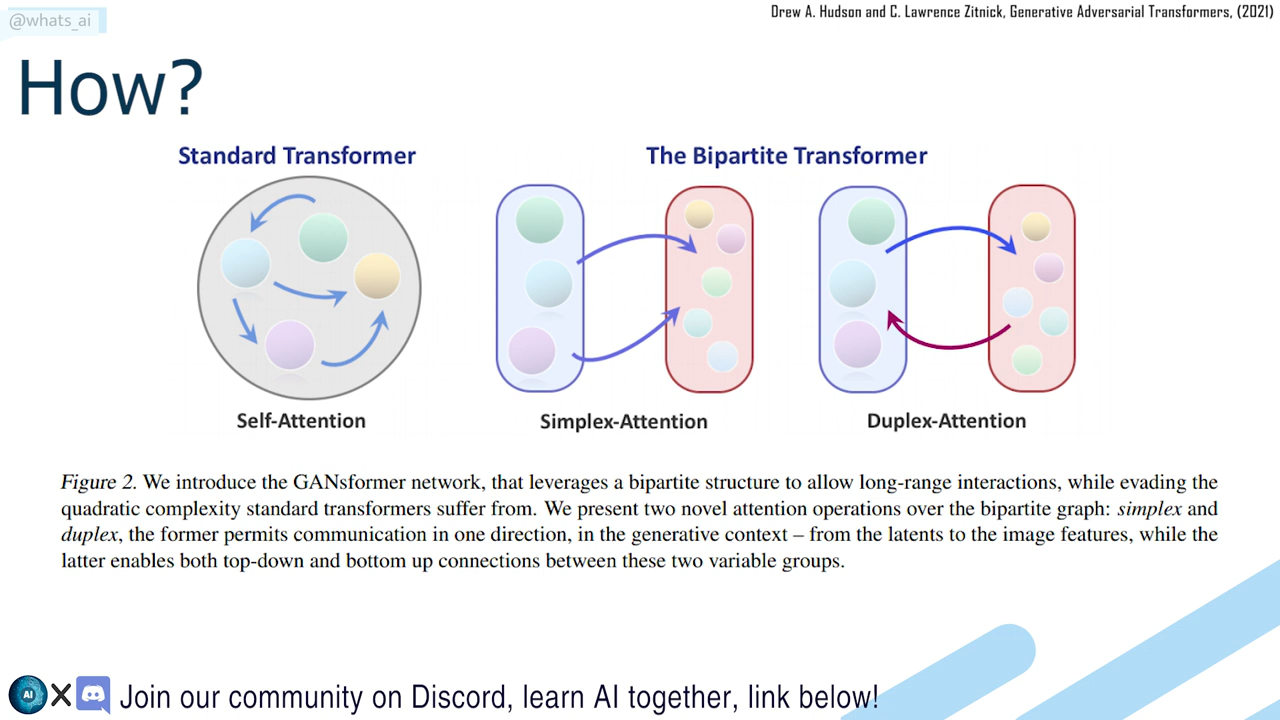 @whats_ai
Drew A. Hudson and C. Lawrence Zitnick, Generative Adversarial Transformers, (2021)
How?
Standard Transformer
The Bipartite Transformer
Self-Attention
Simplex-Attention
Duplex-Attention
Figure 2. We introduce the GANsformer network, that leverages a bipartite structure to allow long-range interactions, while evading the
quadratic complexity standard transformers suffer from. We present two novel attention operations over the bipartite graph: simplex and
duplex, the former permits communication in one direction, in the generative context – from the latents to the image features, while the
latter enables both top-down and bottom up connections between these two variable groups.
AI
X
Join our community on Discord, learn AI together, link below!